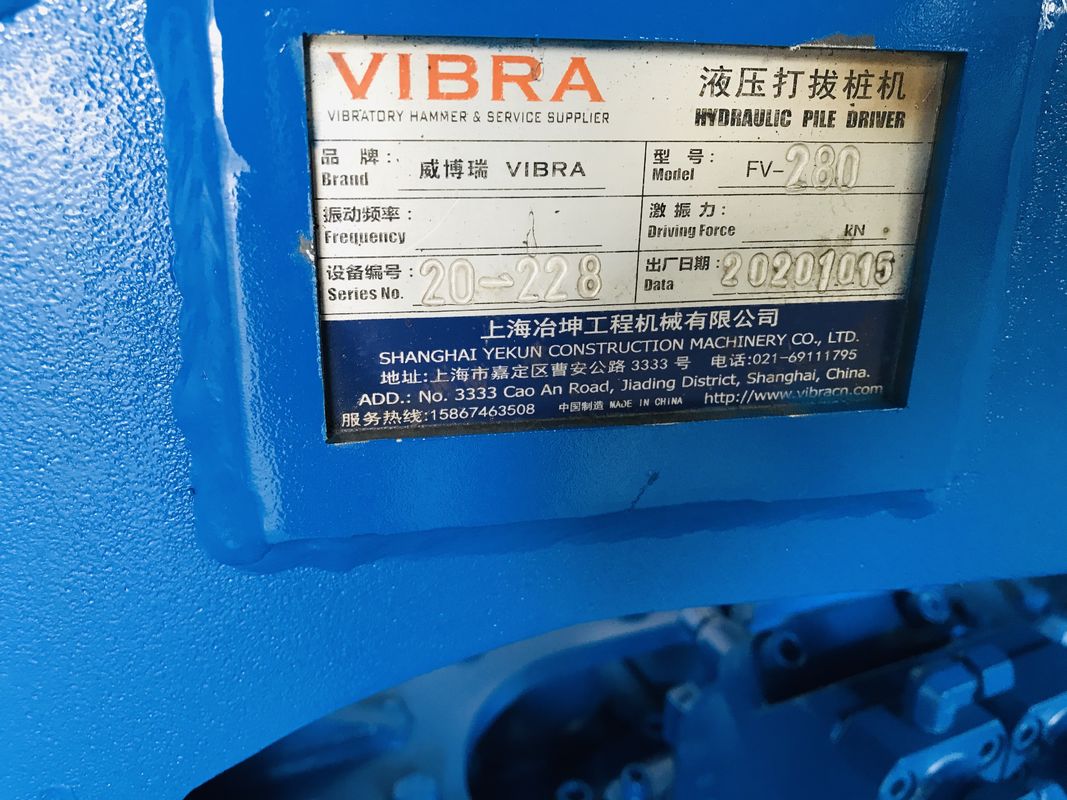 VIBRA
VIBRATORY HAMMER & SERVICE SUPPLIER
液压打拔桩机
HYDRAULIC PILE DRIVER
品 牌: 威博瑞 VIBRA
Brand
型 号: FV-280
Model
振动频率:
Frequency
激 振 力:
Driving Force kN
设备编号: 20-228
Series No.
出厂日期: 20201015
Data
上海冶坤工程机械有限公司
SHANGHAI YEKUN CONSTRUCTION MACHINERY CO., LTD.
地址:上海市嘉定区曹安公路 3333 号 电话:021-69111795
ADD.: No. 3333 Cao An Road, Jiading District, Shanghai, China.
服务热线:15867463508 中国制造 MADE IN CHINA http://www.vibracn.com